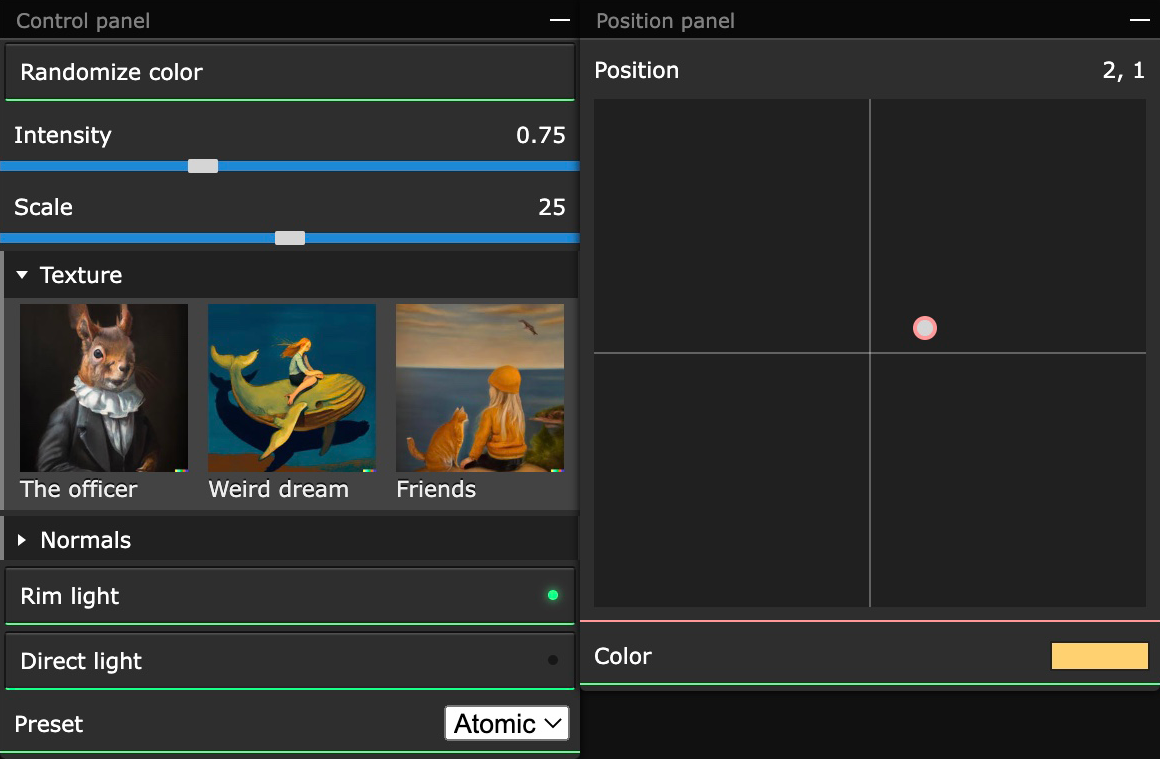 Control panel
Randomize color
Intensity 0.75
Scale 25
Texture
The officer Weird dream Friends
Normals
Rim light
Direct light
Preset Atomic
Position panel
Position 2, 1
Color